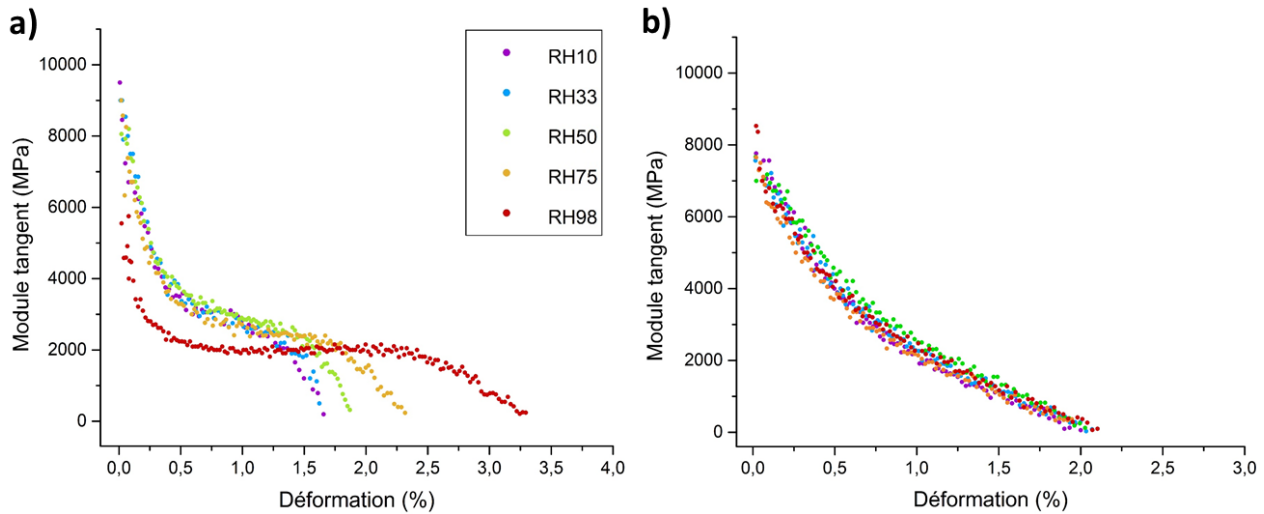 a)
Module tangent (MPa)
10000
8000
6000
4000
2000
0
0,0 0,5 1,0 1,5 2,0 2,5 3,0 3,5 4,0
Déformation (%)
RH10
RH33
RH50
RH75
RH98
b)
Module tangent (MPa)
10000
8000
6000
4000
2000
0
0,0 0,5 1,0 1,5 2,0 2,5 3,0
Déformation (%)